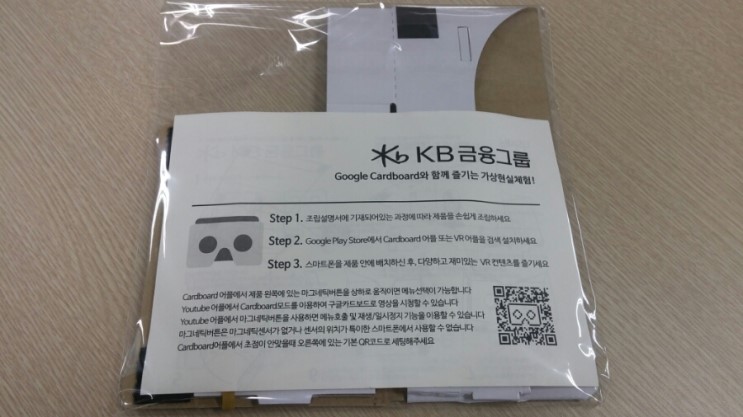 KB 금융그룹
Google Cardboard와 함께 즐기는 가상현실체험!
Step 1. 조립설명서에 기재되어있는 과정에 따라 제품을 손쉽게 조립하세요
Step 2. Google Play Store에서 Cardboard 어플 또는 VR 어플을 검색 설치하세요
Step 3. 스마트폰을 제품 안에 배치하신 후, 다양하고 재미있는 VR 컨텐츠를 즐기세요
Cardboard 어플에서 제품 왼쪽에 있는 마그네틱버튼을 상하로 움직이면 메뉴선택이 가능합니다
Youtube 어플에서 Cardboard모드를 이용하여 구글카드보드로 영상을 시청할 수 있습니다
Youtube 어플에서 마그네틱버튼을 사용하면 메뉴호출 및 재생/일시정지 기능을 이용할 수 있습니다
마그네틱버튼은 마그네틱센서가 없거나 센서의 위치가 특이한 스마트폰에서 사용할 수 없습니다
Cardboard어플에서 초점이 안맞을때 오른쪽에 있는 기본 QR코드로 세팅해주세요